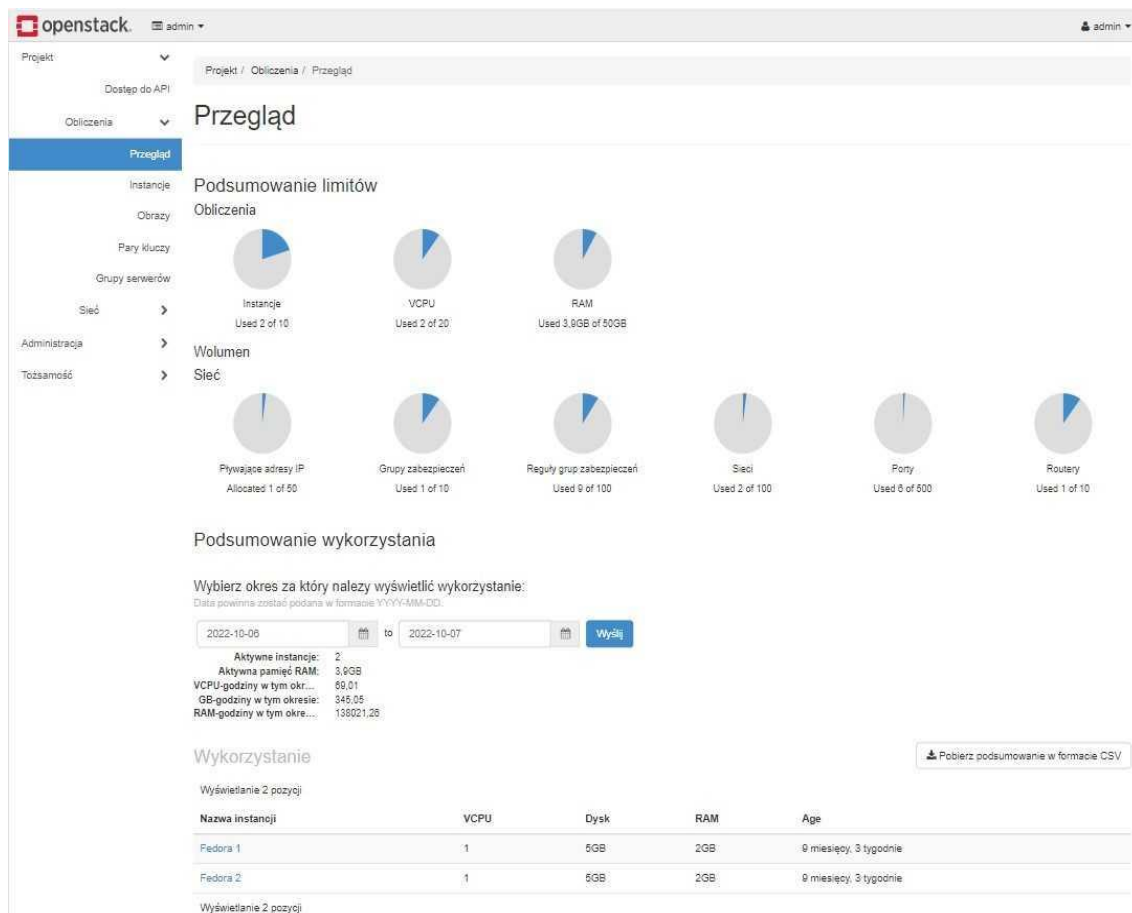 openstack. admin admin
Projekt
Dostęp do API
Obliczenia
Przegląd
Instancje
Obrazy
Pary kluczy
Grupy serwerów
Sieć
Administracja
Tożsamość
Projekt / Obliczenia / Przegląd
Przegląd
Podsumowanie limitów
Obliczenia
Instancje VCPU RAM
Used 2 of 10 Used 2 of 20 Used 3,9GB of 50GB
Wolumen
Sieć
Pływające adresy IP Grupy zabezpieczeń Reguły grup zabezpieczeń Sieci Porty Routery
Allocated 1 of 50 Used 1 of 10 Used 9 of 100 Used 2 of 100 Used 6 of 500 Used 1 of 10
Podsumowanie wykorzystania
Wybierz okres za który nalezy wyświetlić wykorzystanie:
Data powinna zostać podana w formacie YYYY-MM-DD.
2022-10-06 to 2022-10-07 Wyślij
Aktywne instancje: 2
Aktywna pamięć RAM: 3,9GB
VCPU-godziny w tym okr... 69,01
GB-godziny w tym okresie: 345,05
RAM-godziny w tym okre... 138021,26
Wykorzystanie
Pobierz podsumowanie w formacie CSV
Wyświetlanie 2 pozycji
Nazwa instancji VCPU Dysk RAM Age
Fedora 1 1 5GB 2GB 9 miesięcy, 3 tygodnie
Fedora 2 1 5GB 2GB 9 miesięcy, 3 tygodnie
Wyświetlanie 2 pozycji